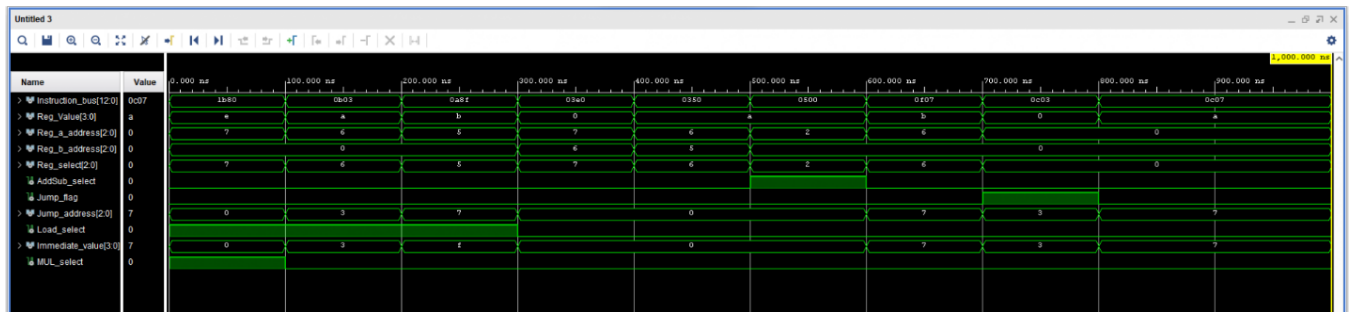 Untitled 3
1,000.000 ns
Name Value 0.000 ns 100.000 ns 200.000 ns 300.000 ns 400.000 ns 500.000 ns 600.000 ns 700.000 ns 800.000 ns 900.000 ns
Instruction_bus[12:0] 0c07 1b80 0b03 0a8f 03e0 0350 0500 0f07 0c03 0c07
Reg_Value[3:0] a e a b 0 a b 0 a
Reg_a_address[2:0] 0 7 6 5 7 6 2 6 0
Reg_b_address[2:0] 0 0 6 5 0
Reg_select[2:0] 0 7 6 5 7 6 2 6 0
AddSub_select 0
Jump_flag 0
Jump_address[2:0] 7 0 3 7 0 7 3 7
Load_select 0
Immediate_value[3:0] 7 0 3 f 0 7 3 7
MUL_select 0